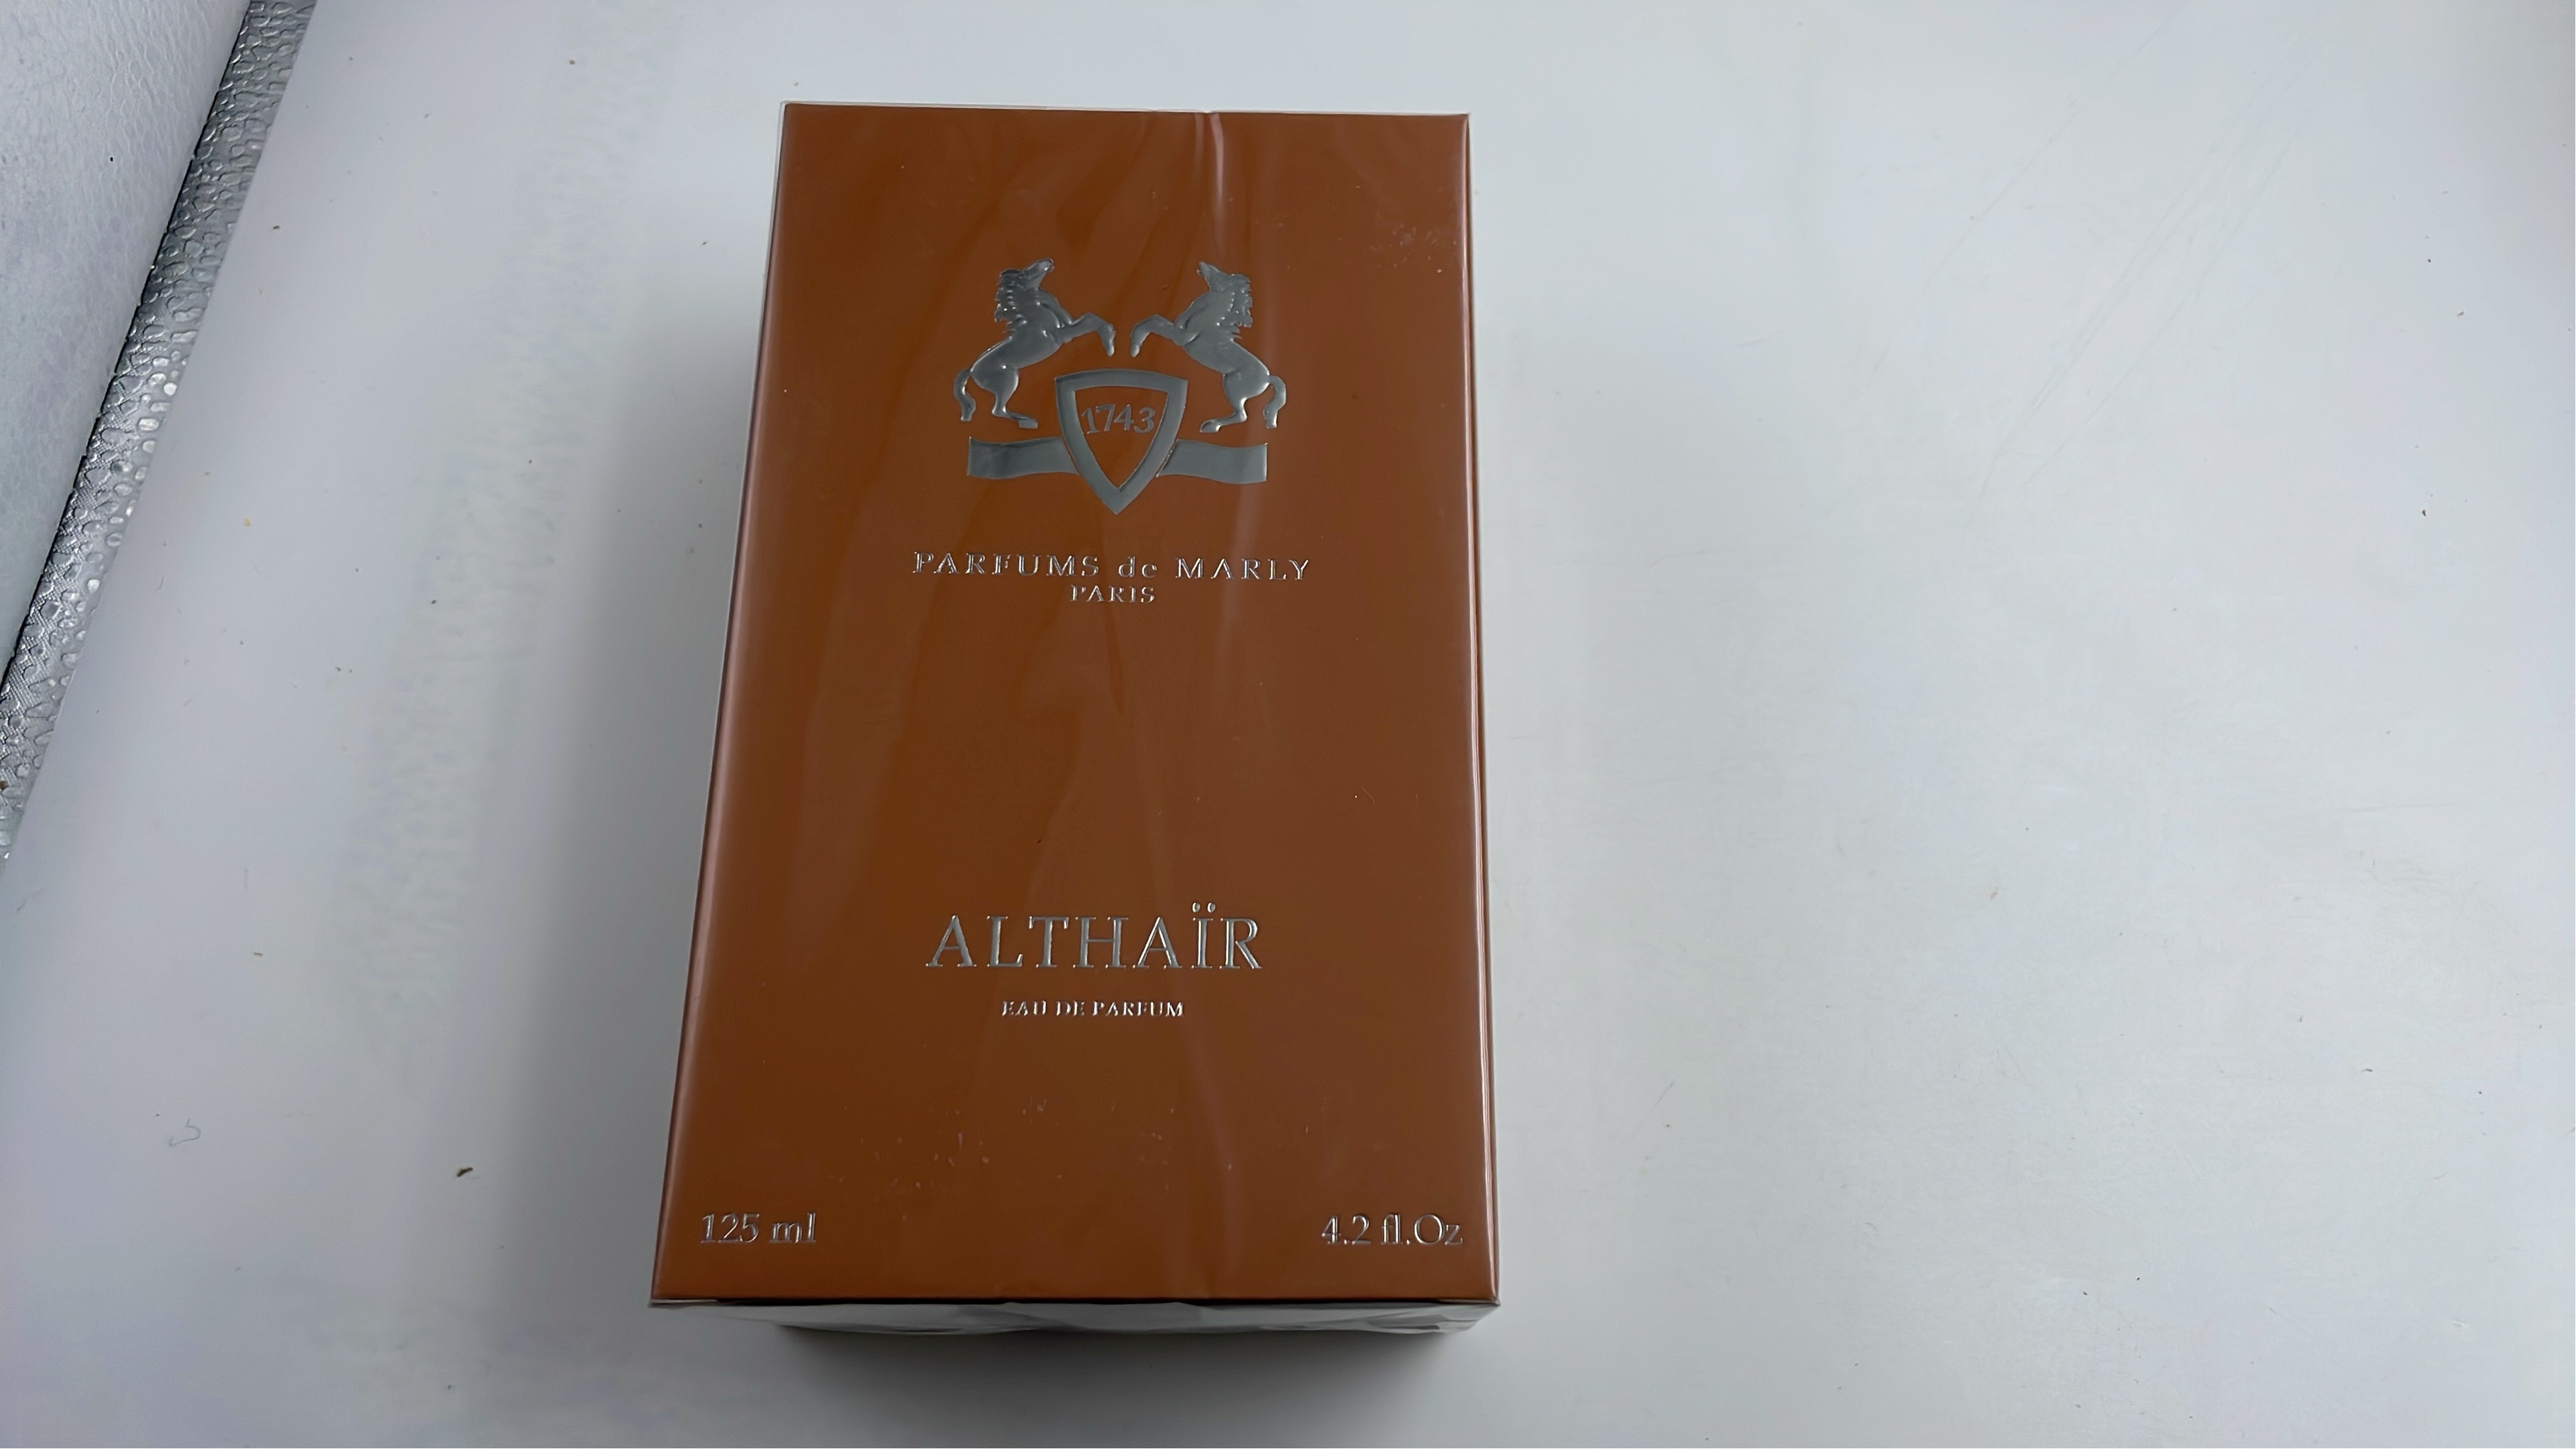 1743
PARFUMS de MARLY
PARIS
ALTHAÏR
EAU DE PARFUM
125 ml 4.2 fl.Oz